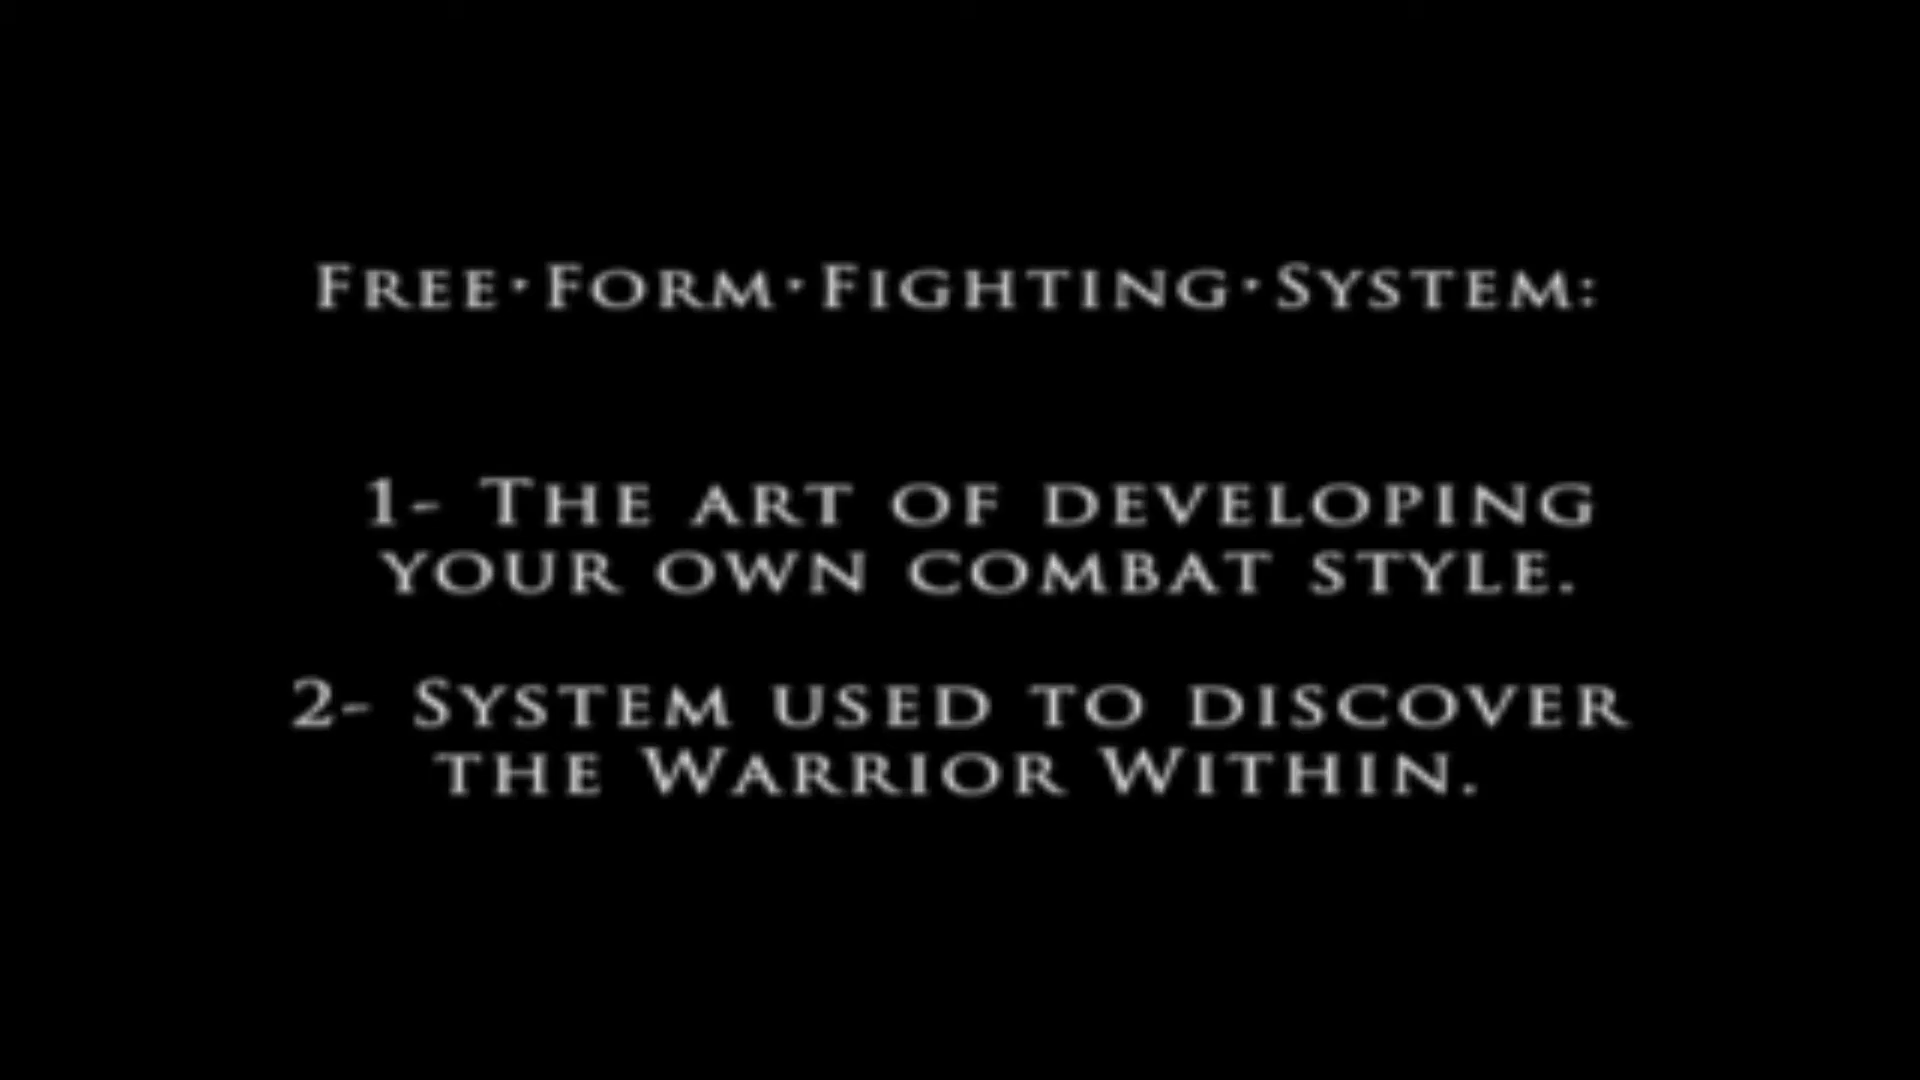 Free·Form·Fighting·System:
1- The art of developing
your own combat style.
2- System used to discover
the Warrior Within.